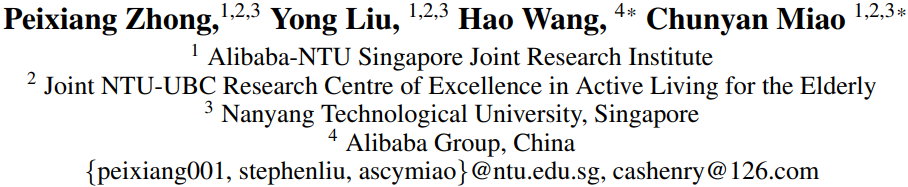 Peixiang Zhong,1,2,3 Yong Liu, 1,2,3 Hao Wang, 4* Chunyan Miao 1,2,3*
1 Alibaba-NTU Singapore Joint Research Institute
2 Joint NTU-UBC Research Centre of Excellence in Active Living for the Elderly
3 Nanyang Technological University, Singapore
4 Alibaba Group, China
{peixiang001, stephenliu, ascymiao}@ntu.edu.sg, cashenry@126.com